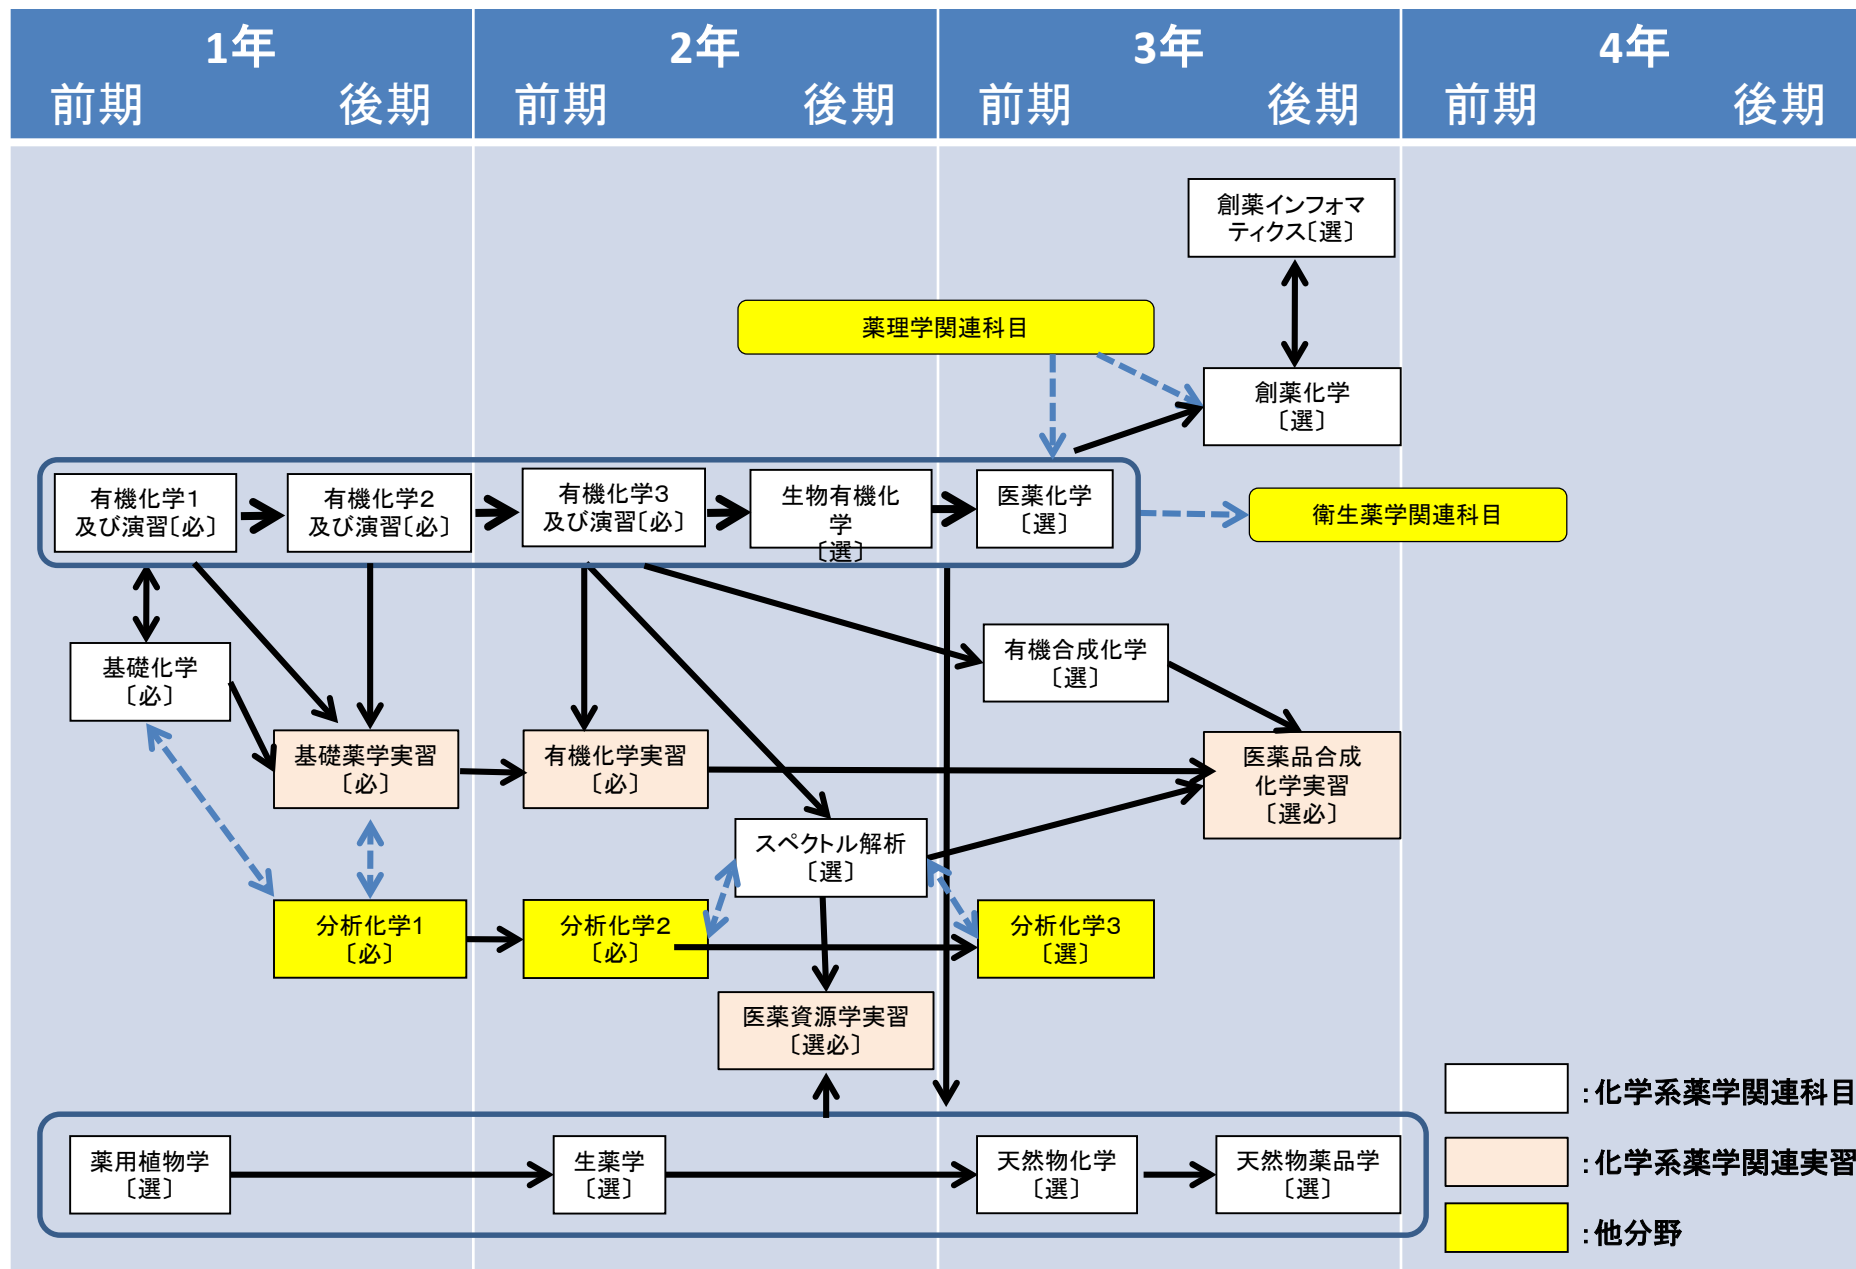 1年
2年
3年
4年
前期
後期
前期
後期
前期
後期
前期
後期
創薬インフォマ
ティクス〔選〕
薬理学関連科目
創薬化学
〔選〕
有機化学1
及び演習〔必〕
有機化学2
及び演習〔必〕
有機化学3
及び演習〔必〕
生物有機化
学
〔選〕
医薬化学
〔選〕
衛生薬学関連科目
基礎化学
〔必〕
有機合成化学
〔選〕
基礎薬学実習
〔必〕
有機化学実習
〔必〕
医薬品合成
化学実習
〔選必〕
スペクトル解析
〔選〕
分析化学1
〔必〕
分析化学2
〔必〕
分析化学3
〔選〕
医薬資源学実習
〔選必〕
薬用植物学
〔選〕
生薬学
〔選〕
天然物化学
〔選〕
天然物薬品学
〔選〕
：化学系薬学関連科目
：化学系薬学関連実習
：他分野